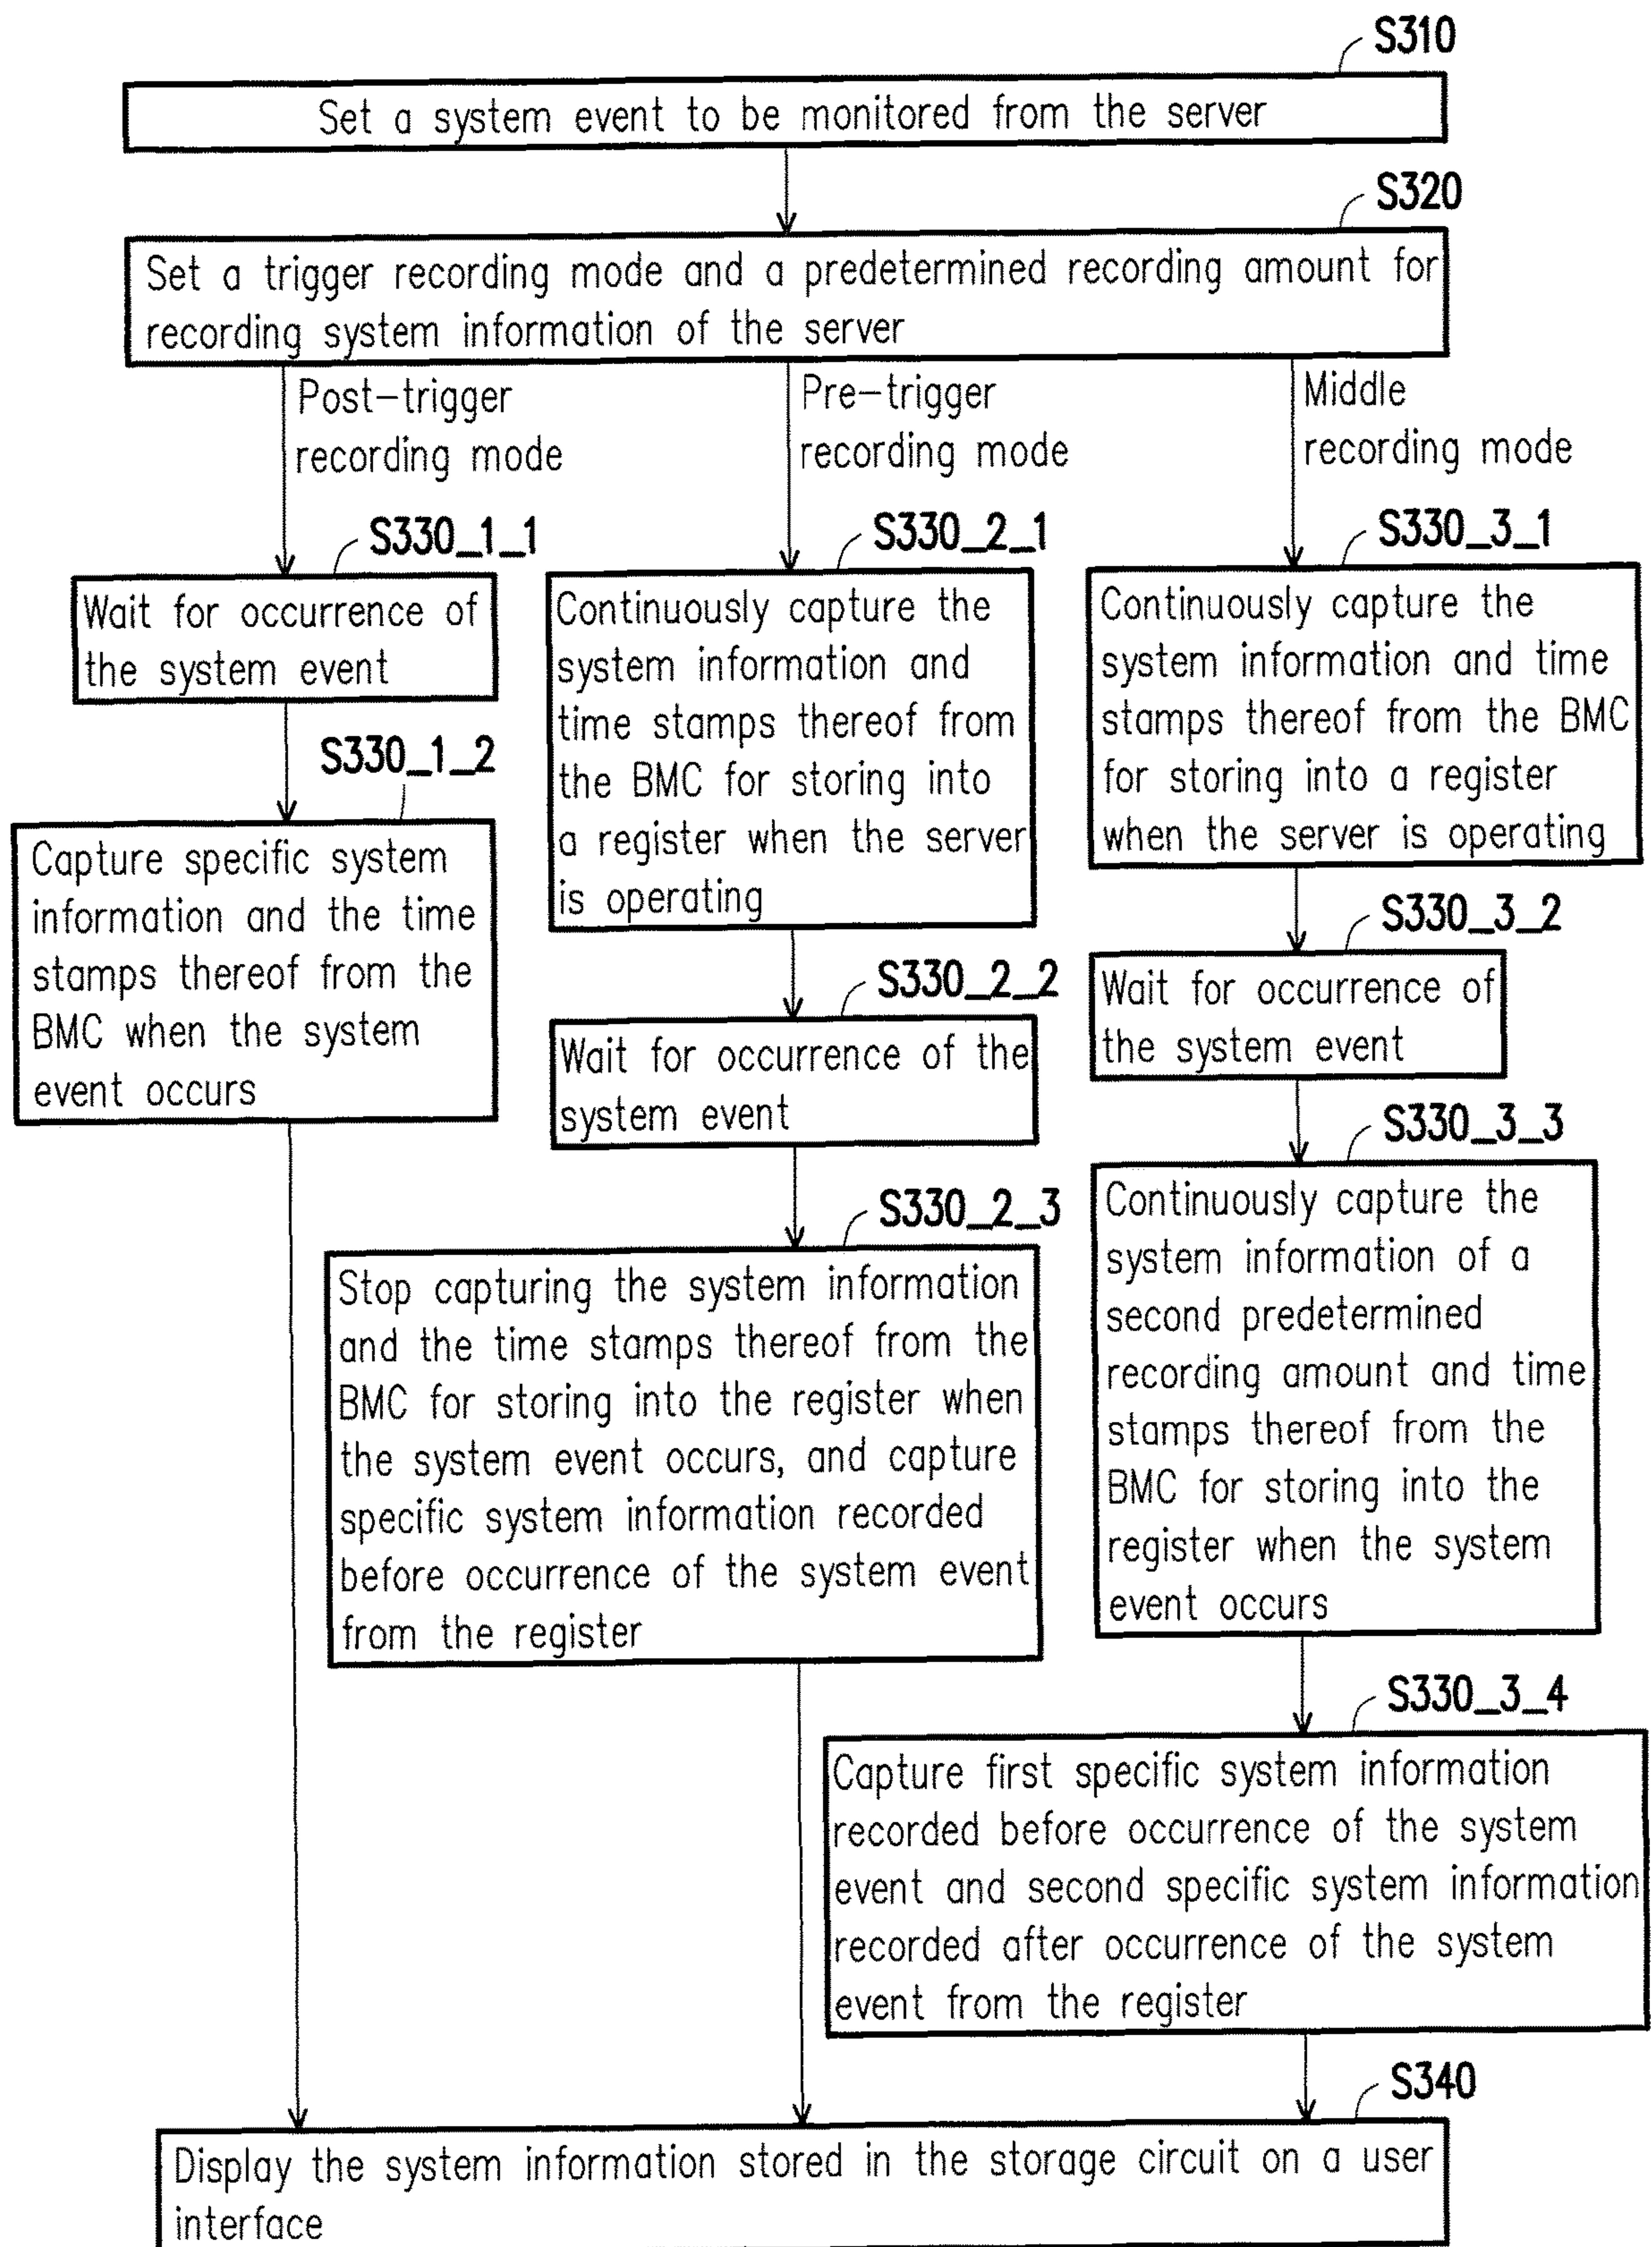 S310
Set a system event to be monitored from the server
S320
Set a trigger recording mode and a predetermined recording amount for
recording system information of the server
Post-trigger
recording mode
Pre-trigger
recording mode
Middle
recording mode
S330_1_1
Wait for occurrence of
the system event
S330_1_2
Capture specific system
information and the time
stamps thereof from the
BMC when the system
event occurs
S330_2_1
Continuously capture the
system information and
time stamps thereof from
the BMC for storing into
a register when the server
is operating
S330_2_2
Wait for occurrence of the
system event
S330_2_3
Stop capturing the system information
and the time stamps thereof from the
BMC for storing into the register when
the system event occurs, and capture
specific system information recorded
before occurrence of the system event
from the register
S330_3_1
Continuously capture the
system information and time
stamps thereof from the BMC
for storing into a register
when the server is operating
S330_3_2
Wait for occurrence of
the system event
S330_3_3
Continuously capture the
system information of a
second predetermined
recording amount and time
stamps thereof from the
BMC for storing into the
register when the system
event occurs
S330_3_4
Capture first specific system information
recorded before occurrence of the system
event and second specific system information
recorded after occurrence of the system
event from the register
S340
Display the system information stored in the storage circuit on a user
interface